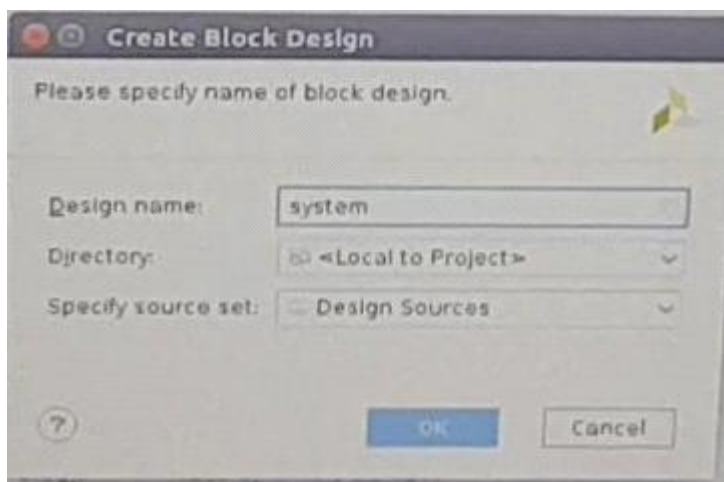 Create Block Design
Please specify name of block design.
Design name: system
Directory: <Local to Project>
Specify source set: Design Sources
?
OK
Cancel